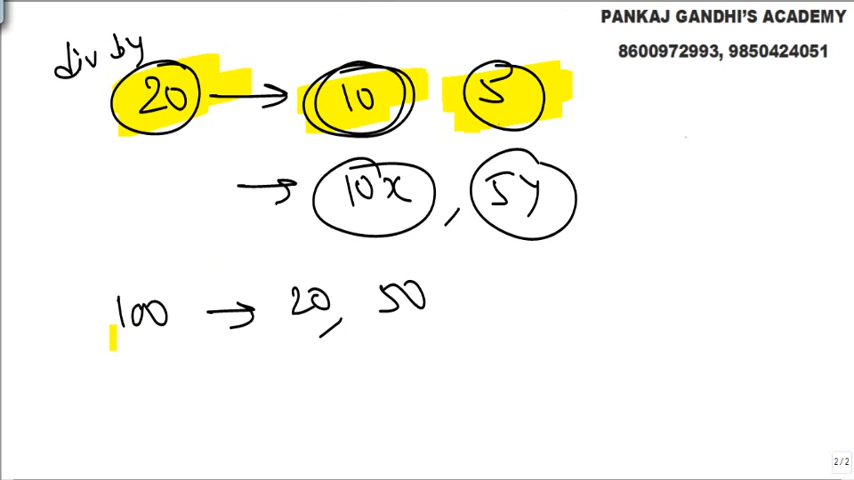 PANKAJ GANDHI'S ACADEMY
8600972993, 9850424051
div by
20 → 10 5
→ 10x, 5y
100 → 20, 50
2/2